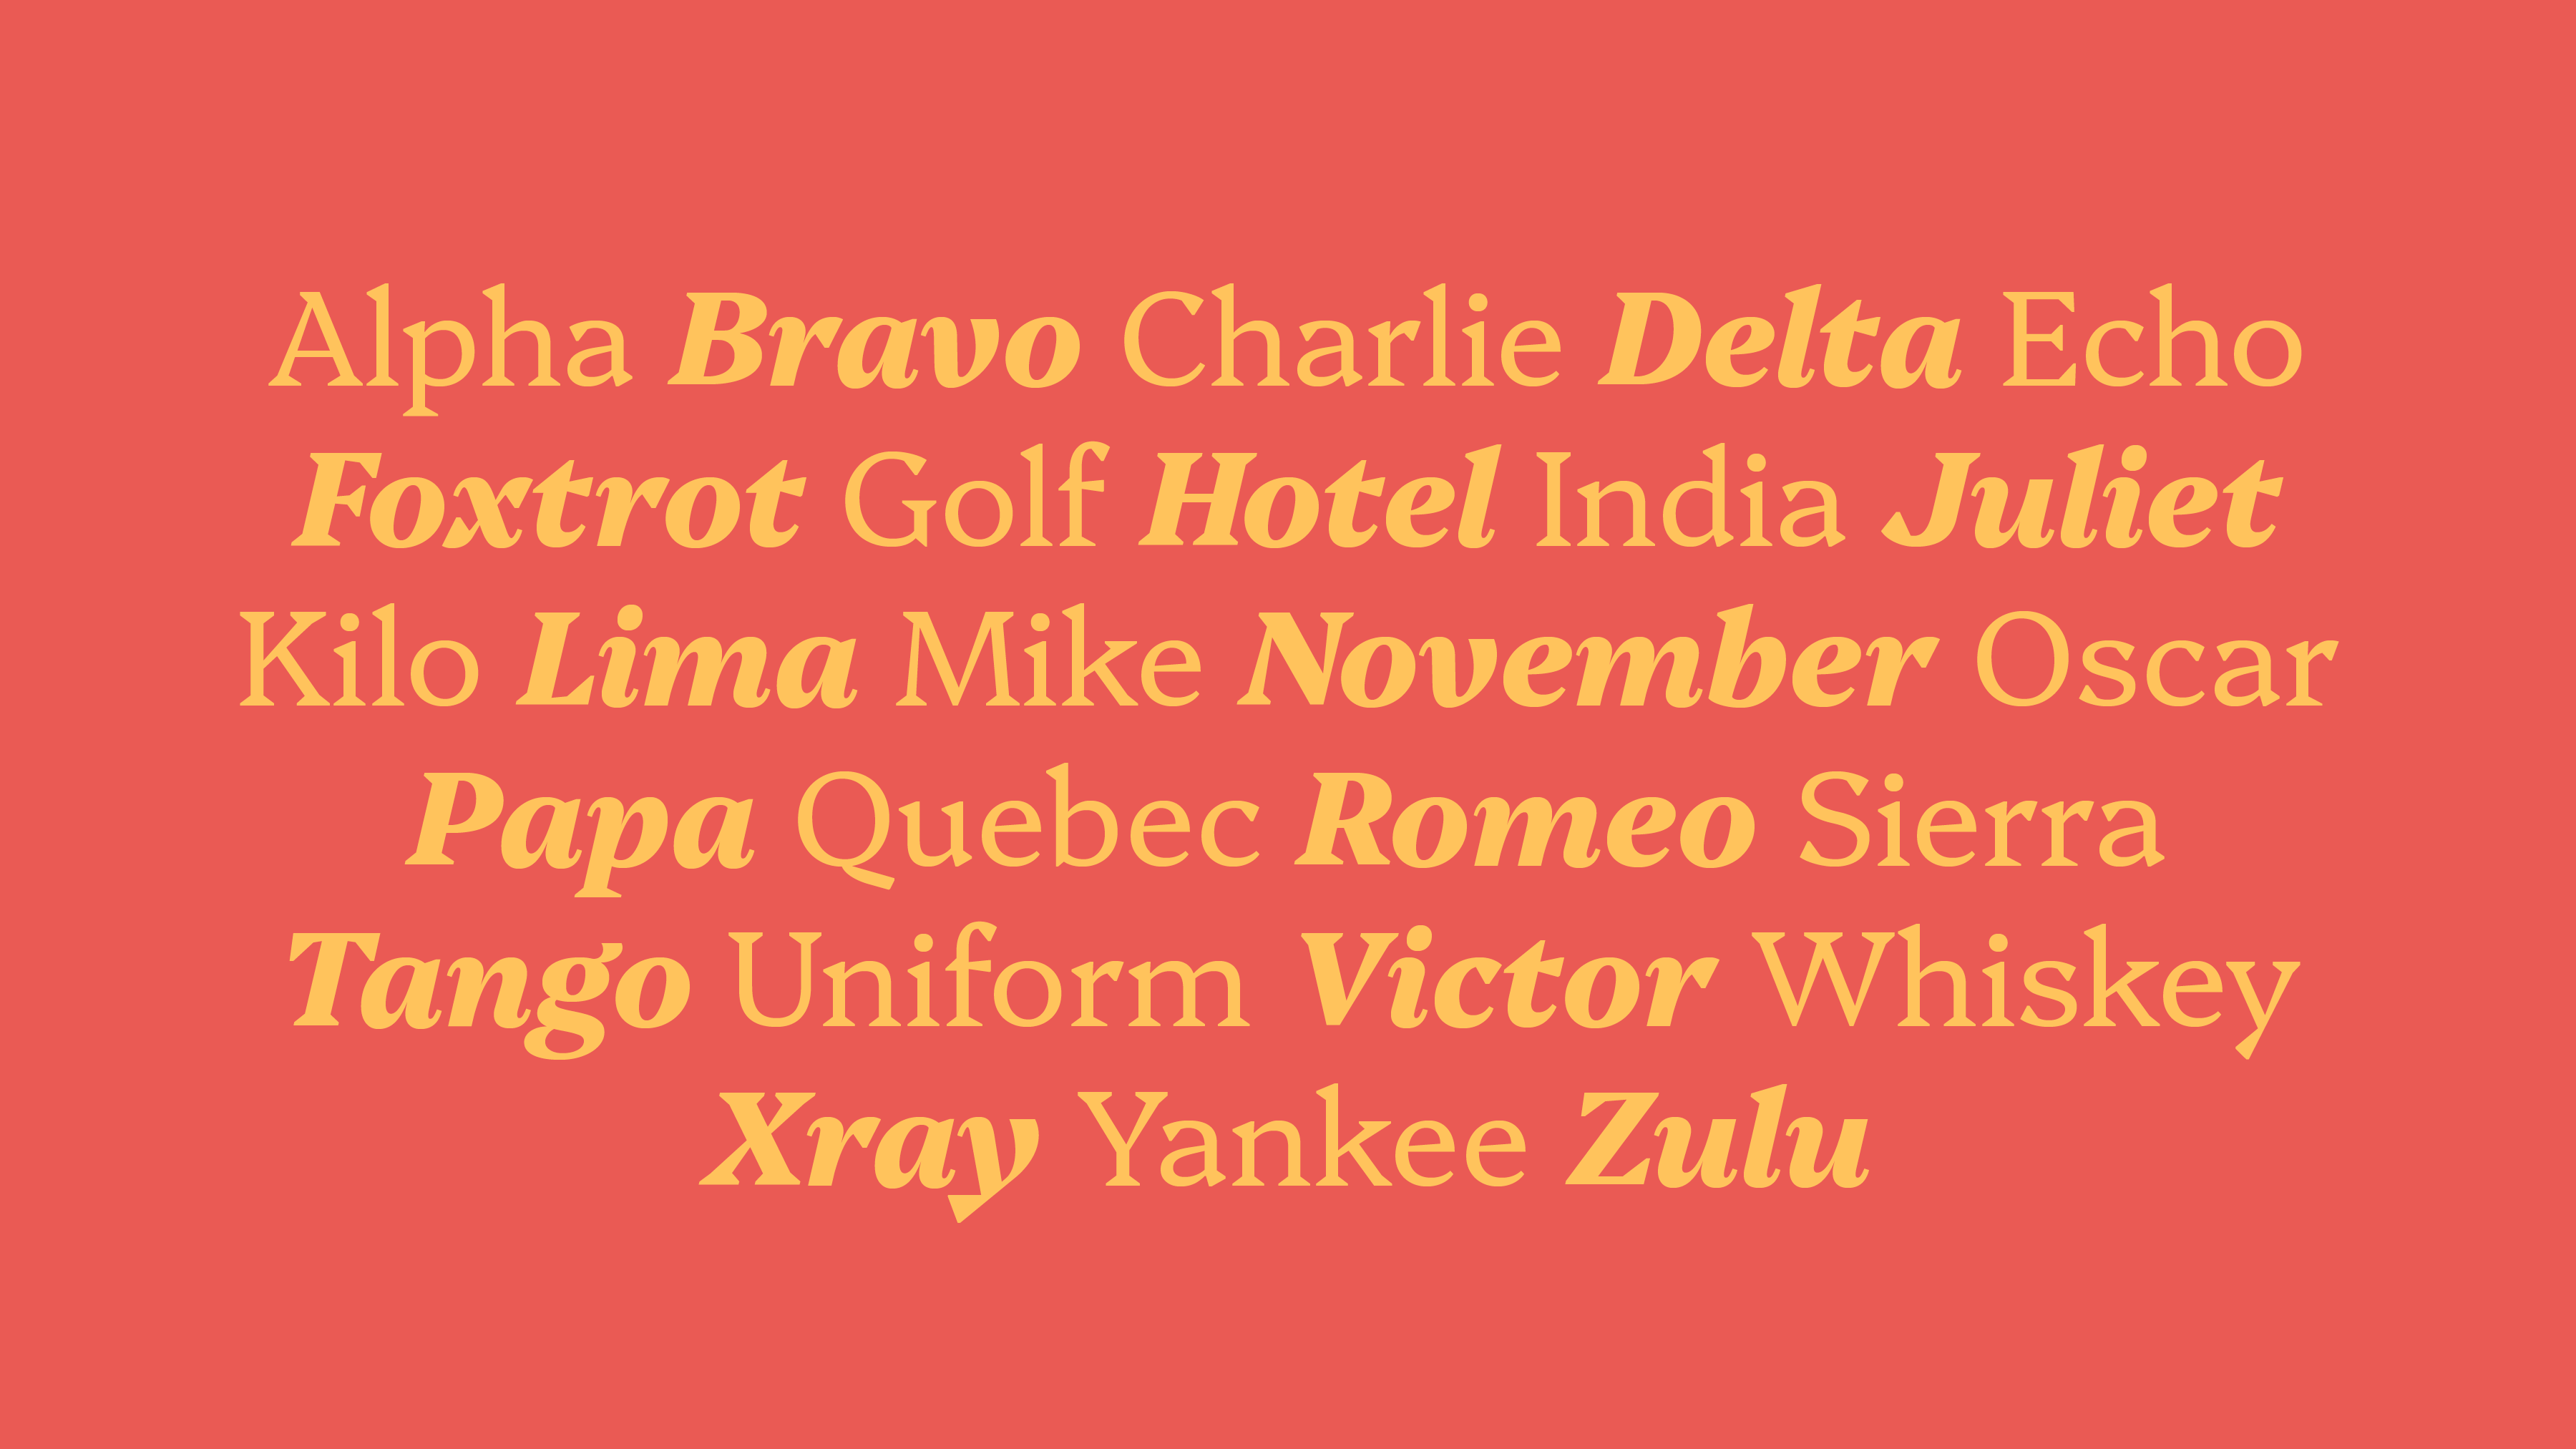 Alpha Bravo Charlie Delta Echo
Foxtrot Golf Hotel India Juliet
Kilo Lima Mike November Oscar
Papa Quebec Romeo Sierra
Tango Uniform Victor Whiskey
Xray Yankee Zulu